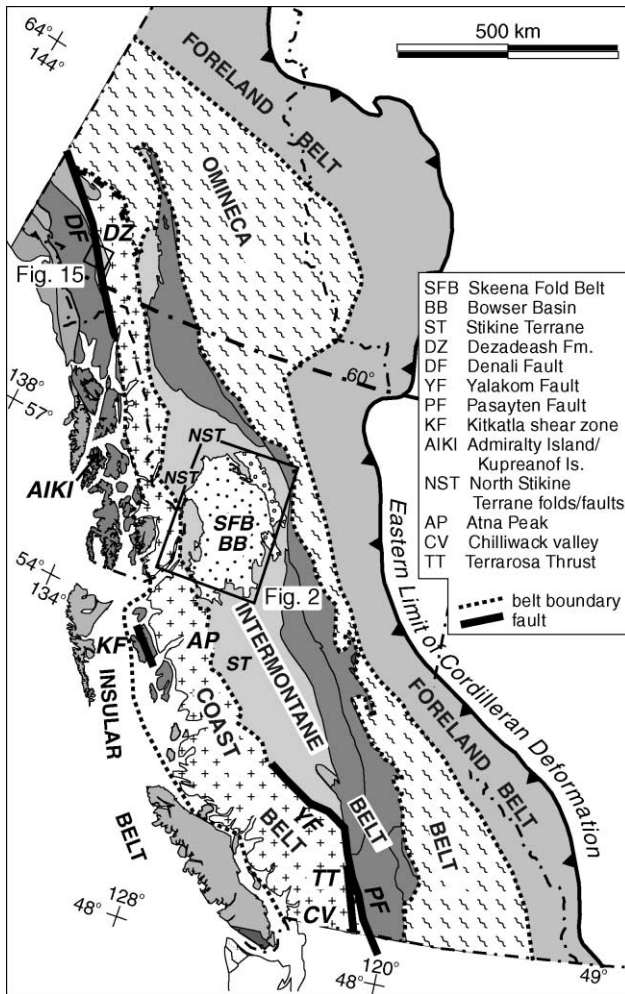 64°
144°
500 km
FORELAND
BELT
OMINECA
DF
DZ
Fig. 15
SFB Skeena Fold Belt
BB Bowser Basin
ST Stikine Terrane
DZ Dezadeash Fm.
DF Denali Fault
YF Yalakom Fault
PF Pasayten Fault
KF Kitkatla shear zone
AIKI Admiralty Island/
Kupreanof Is.
NST North Stikine
Terrane folds/faults
AP Atna Peak
CV Chilliwack valley
TT Terrarosa Thrust
belt boundary
fault
60°
138°
57°
NST
NST
AIKI
SFB
BB
Fig. 2
54°
134°
KF
AP
ST
INTERMONTANE
BELT
INSULAR
BELT
COAST
BELT
YF
TT
CV
PF
BELT
FORELAND
BELT
Eastern Limit of Cordilleran Deformation
128°
48°
120°
48°
49°